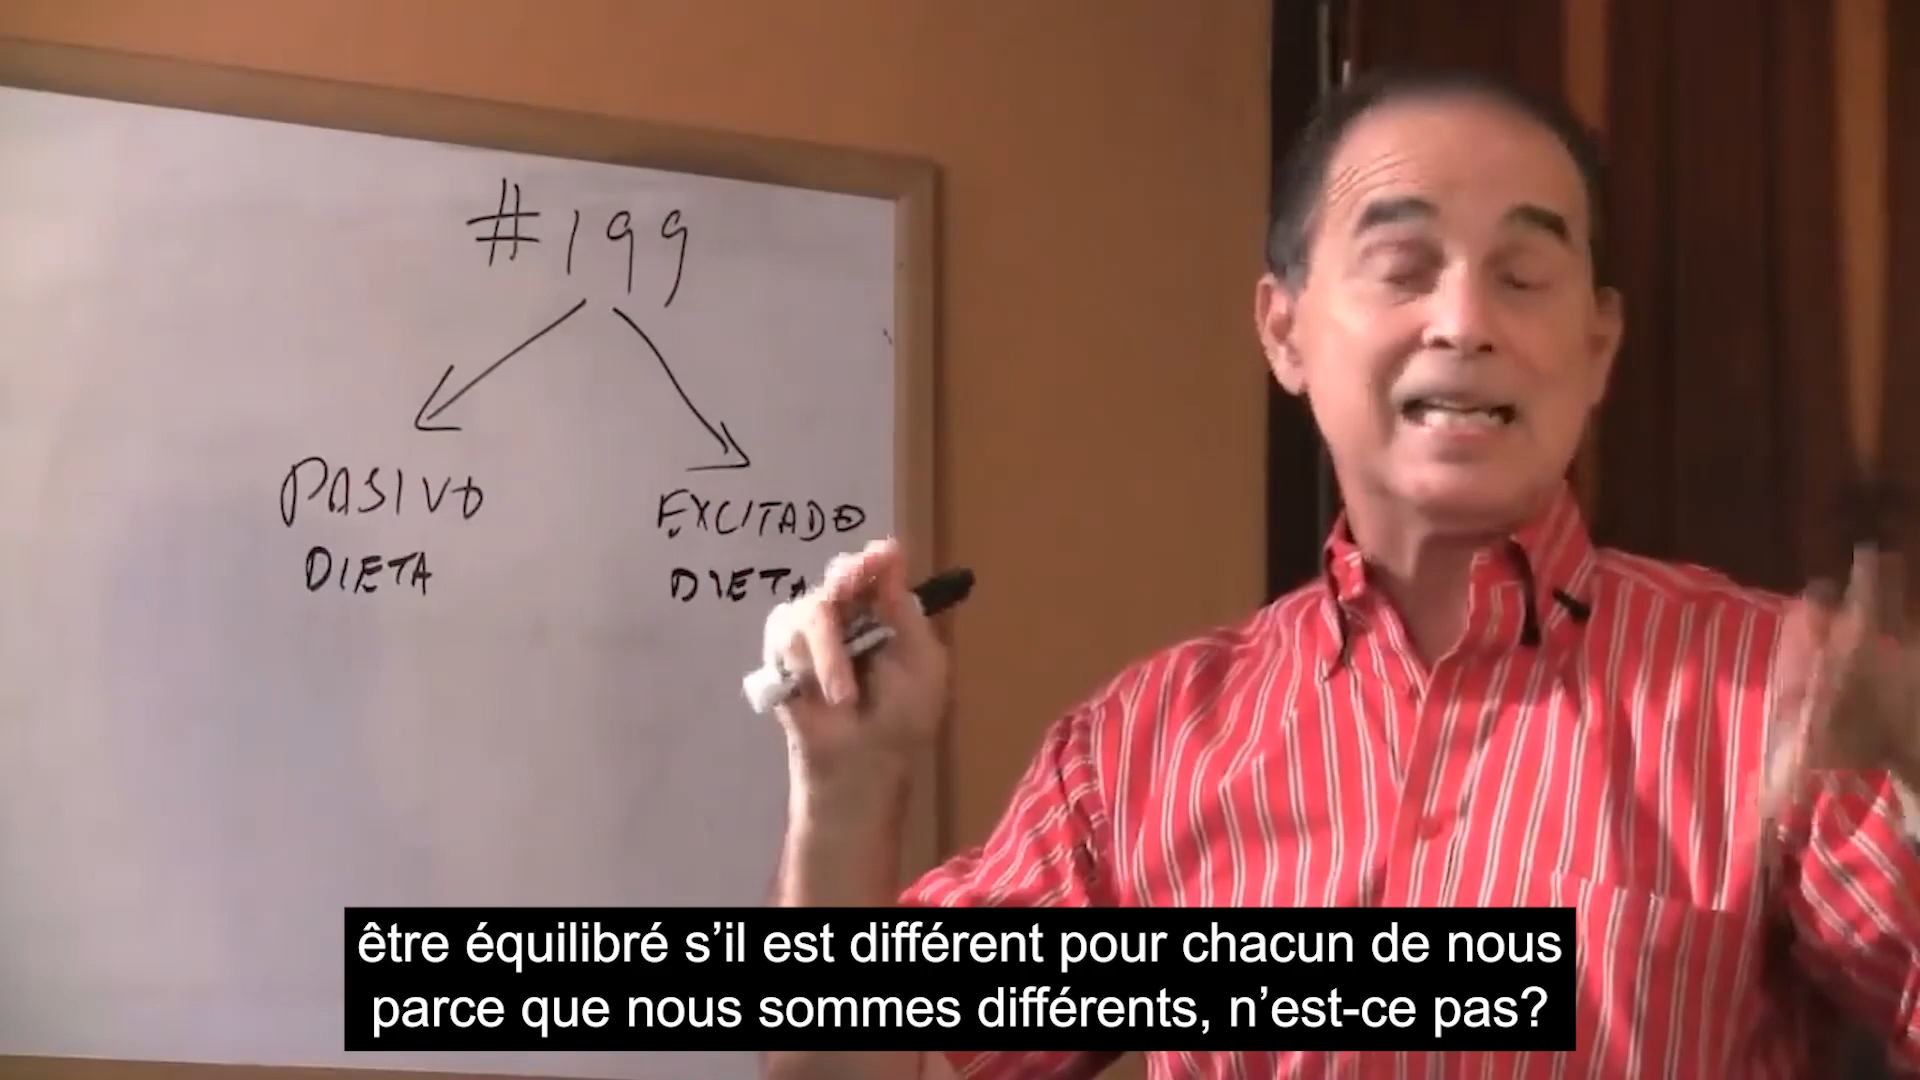 #199
PASIVO
DIETA
EXCITADO
DIETA
être équilibré s’il est différent pour chacun de nous
parce que nous sommes différents, n’est-ce pas?